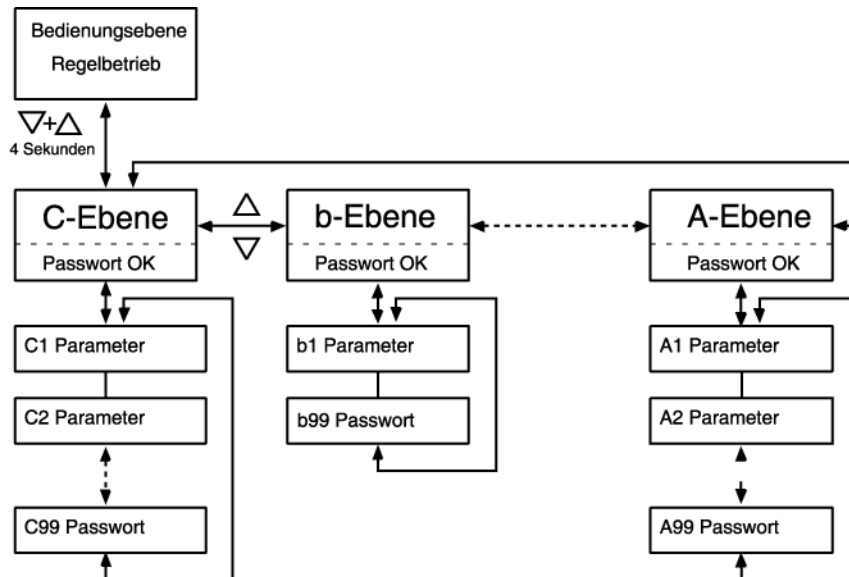 Bedienungsebene
Regelbetrieb
▽+△
4 Sekunden
C-Ebene
Passwort OK
△
▽
b-Ebene
Passwort OK
A-Ebene
Passwort OK
C1 Parameter
C2 Parameter
C99 Passwort
b1 Parameter
b99 Passwort
A1 Parameter
A2 Parameter
A99 Passwort